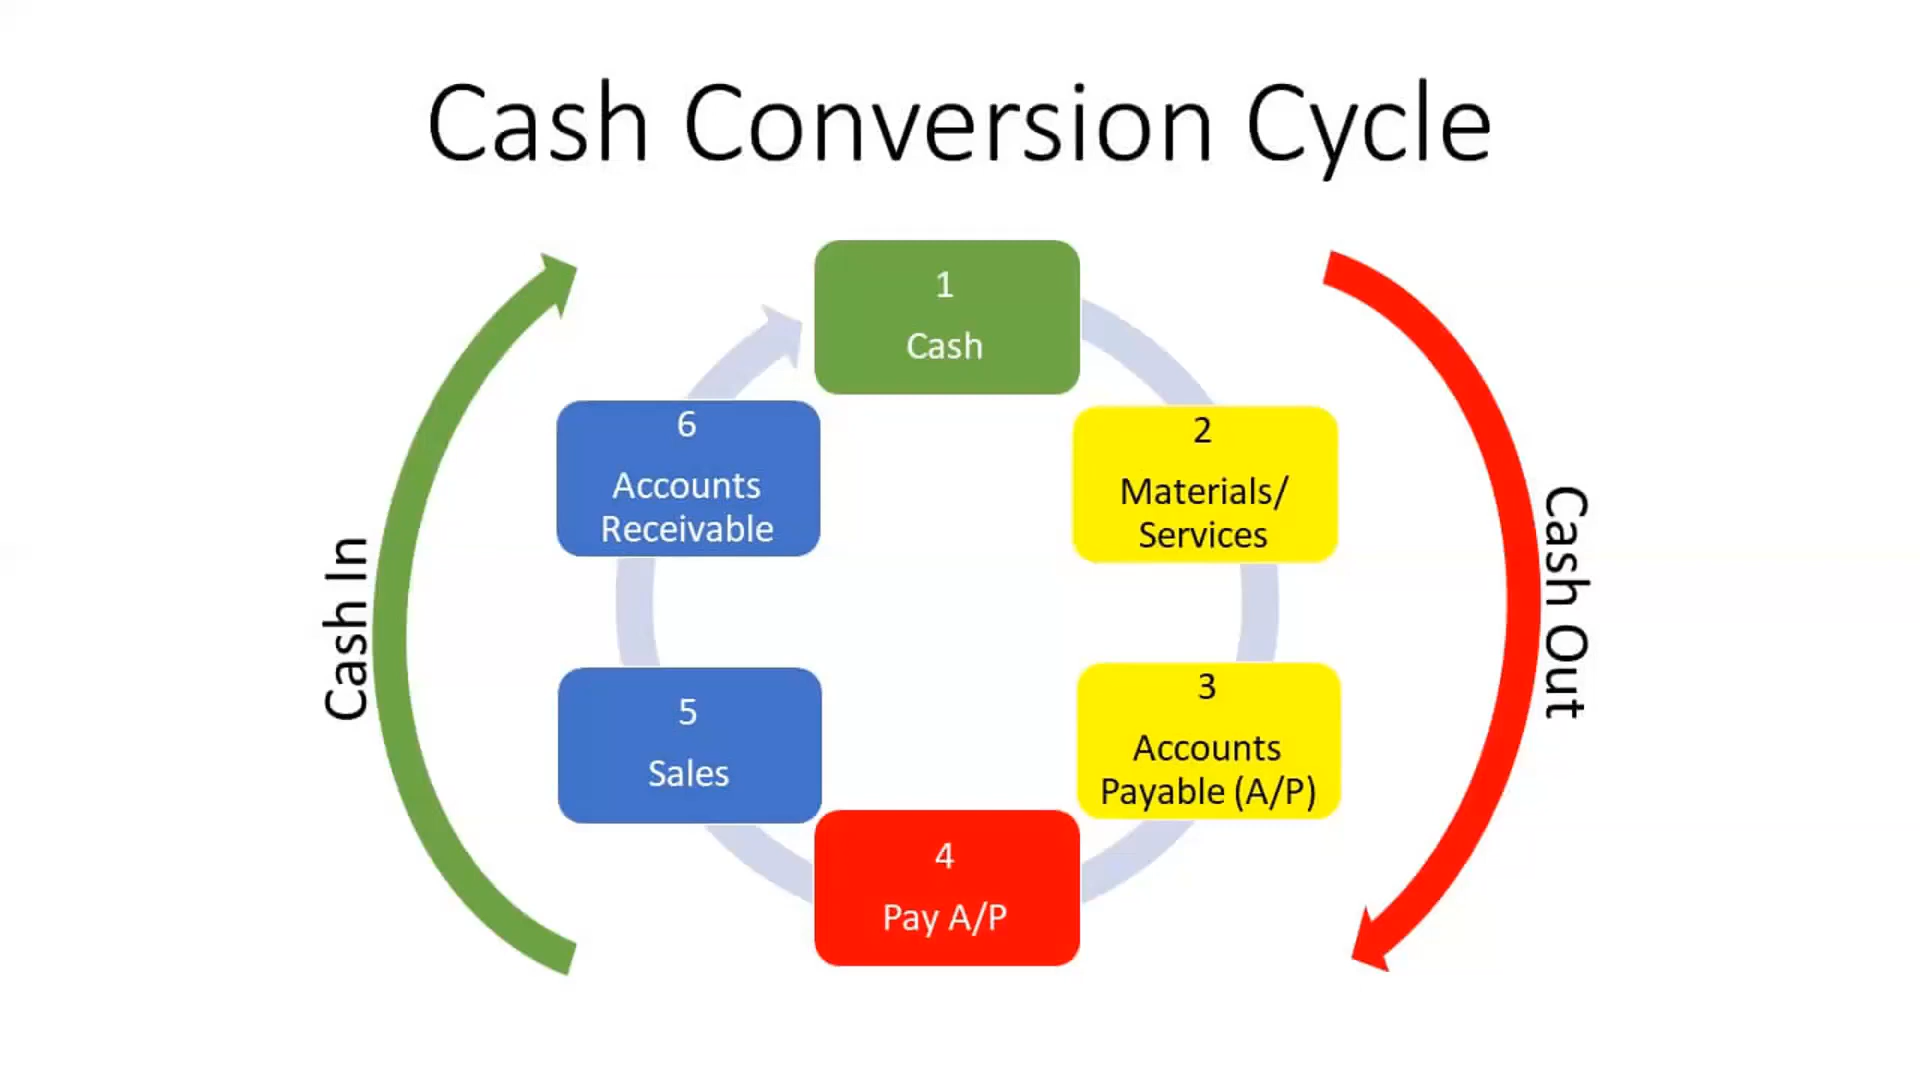 Cash Conversion Cycle
1
Cash
2
Materials/
Services
3
Accounts
Payable (A/P)
4
Pay A/P
5
Sales
6
Accounts
Receivable
Cash In
Cash Out